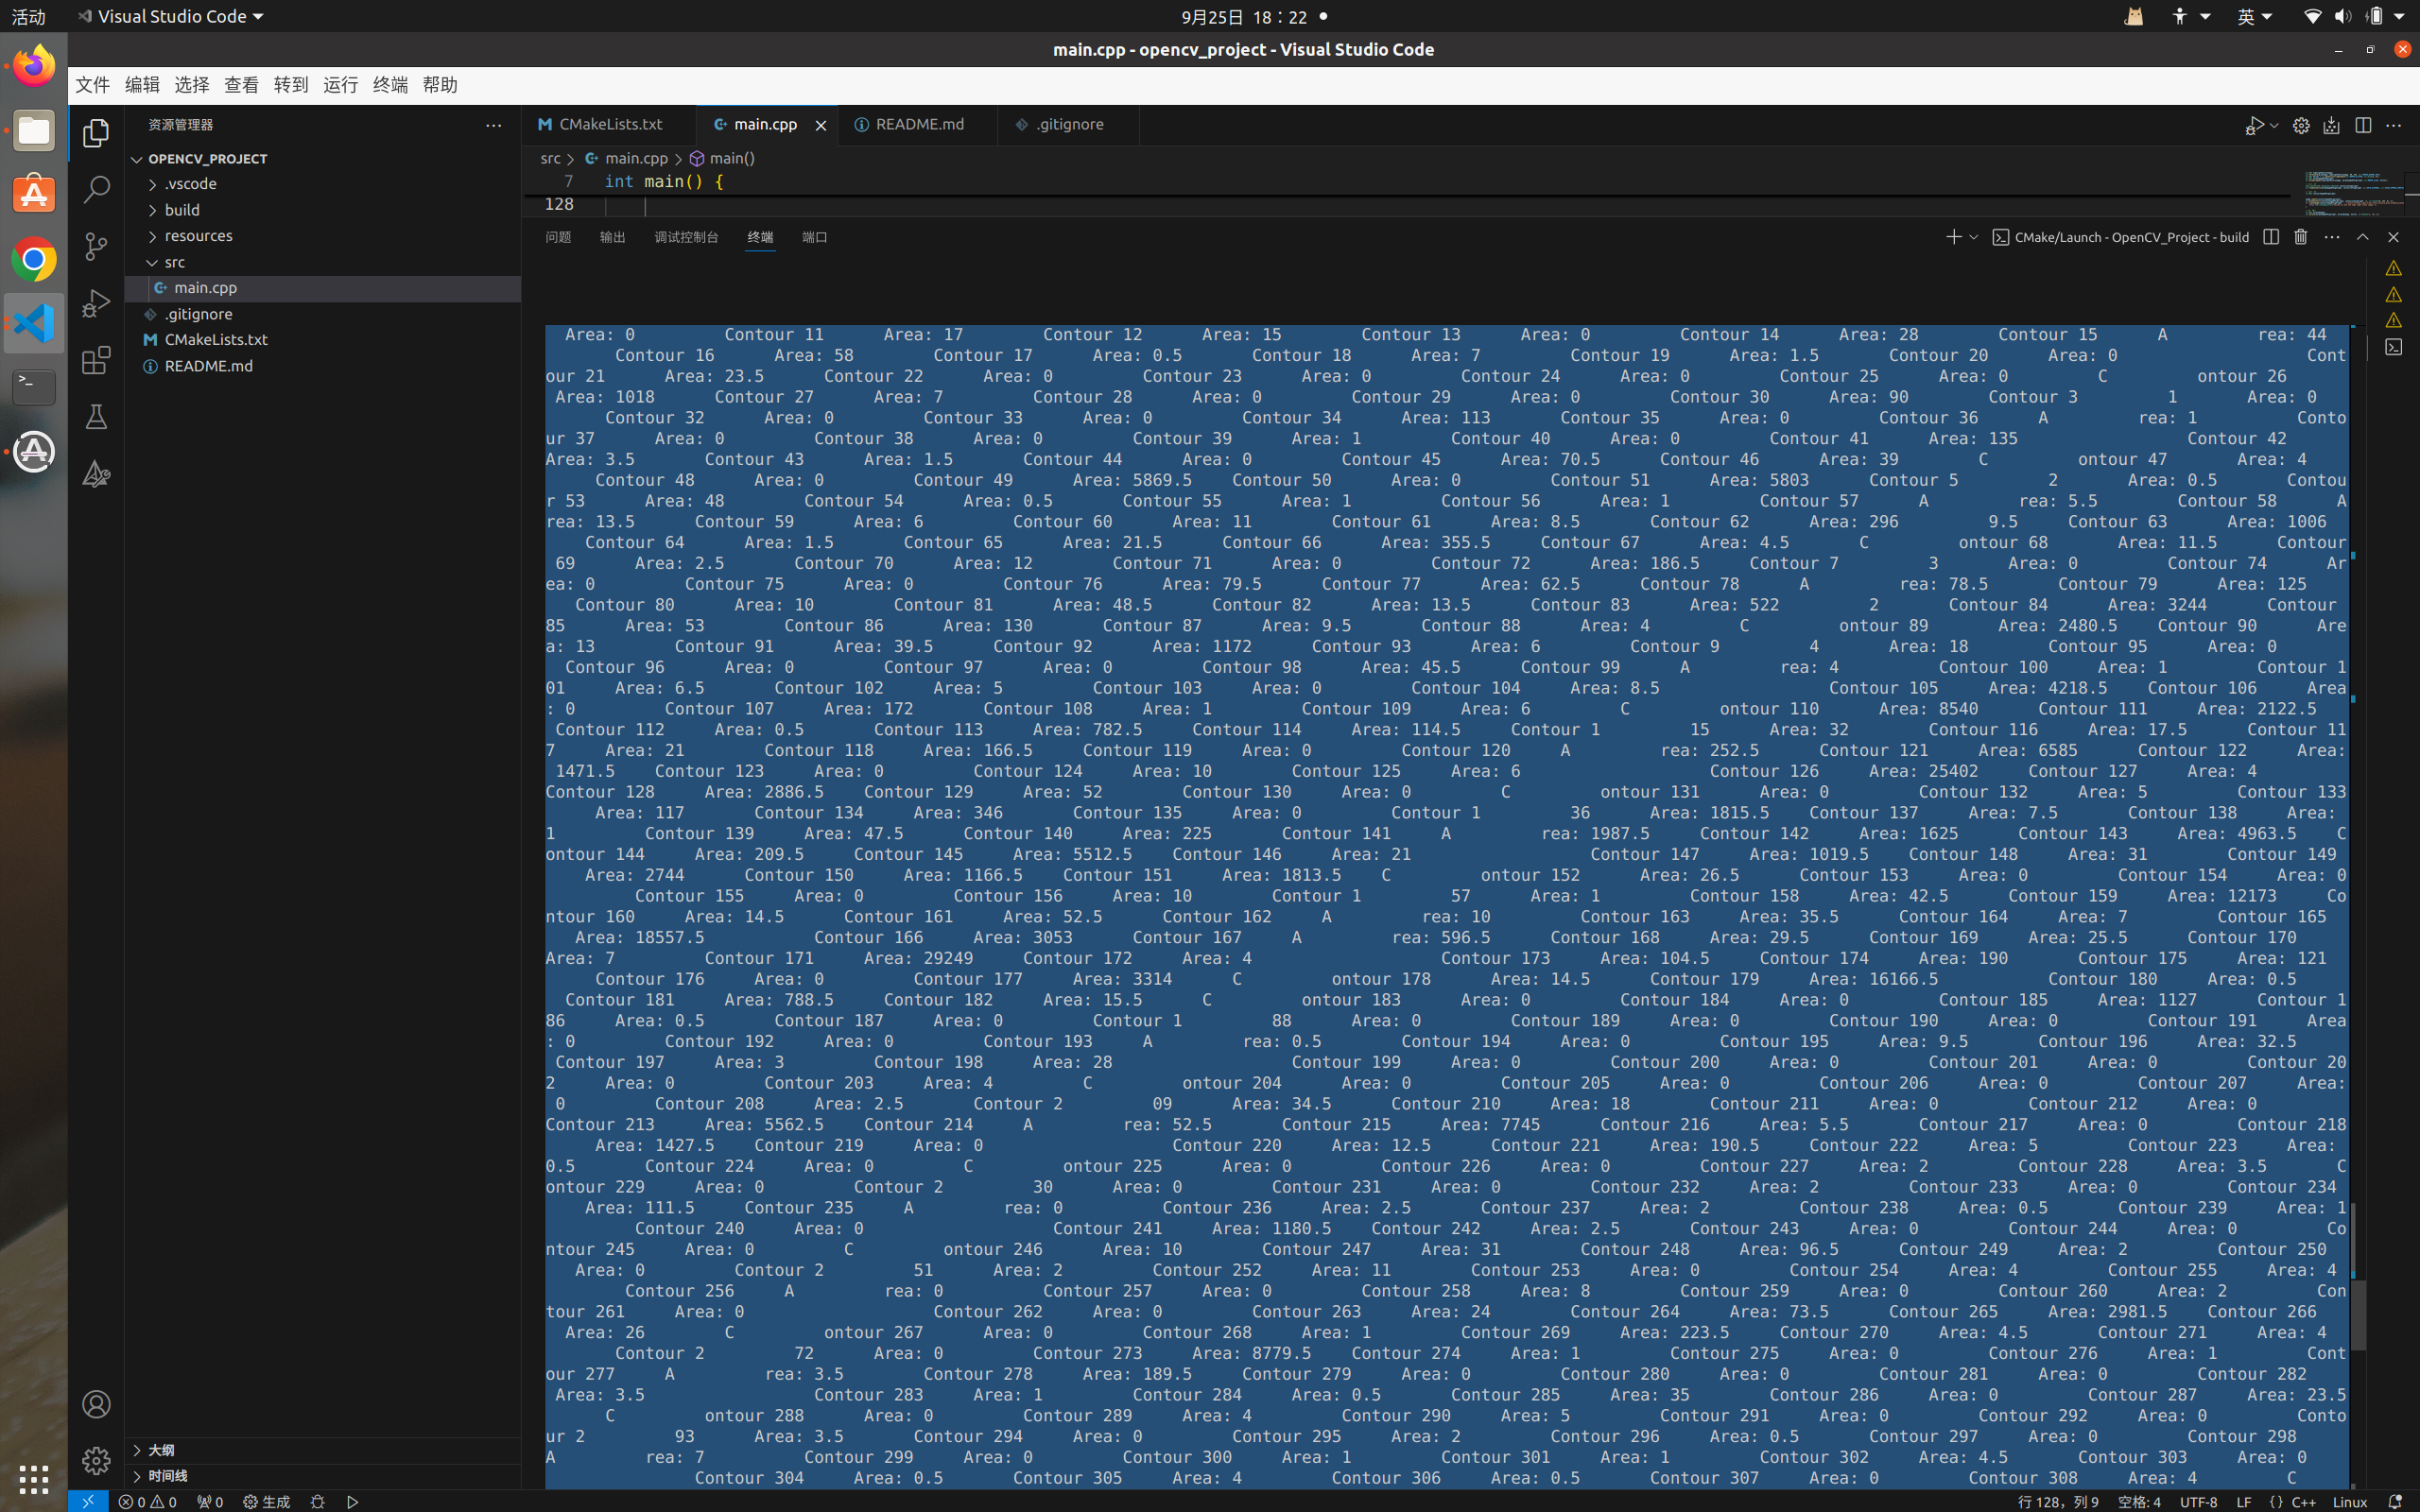 活动 Visual Studio Code 9月25日 18：22 英
main.cpp - opencv_project - Visual Studio Code
文件 编辑 选择 查看 转到 运行 终端 帮助
资源管理器
OPENCV_PROJECT
.vscode
build
resources
src
main.cpp
.gitignore
CMakeLists.txt
README.md
大纲
时间线
CMakeLists.txt main.cpp README.md .gitignore
src > main.cpp > main()
7 int main() {
128
问题 输出 调试控制台 终端 端口 CMake/Launch - OpenCV_Project - build
Area: 0 Contour 11 Area: 17 Contour 12 Area: 15 Contour 13 Area: 0 Contour 14 Area: 28 Contour 15 A rea: 44
Contour 16 Area: 58 Contour 17 Area: 0.5 Contour 18 Area: 7 Contour 19 Area: 1.5 Contour 20 Area: 0 Cont
our 21 Area: 23.5 Contour 22 Area: 0 Contour 23 Area: 0 Contour 24 Area: 0 Contour 25 Area: 0 C ontour 26
Area: 1018 Contour 27 Area: 7 Contour 28 Area: 0 Contour 29 Area: 0 Contour 30 Area: 90 Contour 3 1 Area: 0
Contour 32 Area: 0 Contour 33 Area: 0 Contour 34 Area: 113 Contour 35 Area: 0 Contour 36 A rea: 1 Conto
ur 37 Area: 0 Contour 38 Area: 0 Contour 39 Area: 1 Contour 40 Area: 0 Contour 41 Area: 135 Contour 42
Area: 3.5 Contour 43 Area: 1.5 Contour 44 Area: 0 Contour 45 Area: 70.5 Contour 46 Area: 39 C ontour 47 Area: 4
Contour 48 Area: 0 Contour 49 Area: 5869.5 Contour 50 Area: 0 Contour 51 Area: 5803 Contour 5 2 Area: 0.5 Contou
r 53 Area: 48 Contour 54 Area: 0.5 Contour 55 Area: 1 Contour 56 Area: 1 Contour 57 A rea: 5.5 Contour 58 A
rea: 13.5 Contour 59 Area: 6 Contour 60 Area: 11 Contour 61 Area: 8.5 Contour 62 Area: 296 9.5 Contour 63 Area: 1006
Contour 64 Area: 1.5 Contour 65 Area: 21.5 Contour 66 Area: 355.5 Contour 67 Area: 4.5 C ontour 68 Area: 11.5 Contour
69 Area: 2.5 Contour 70 Area: 12 Contour 71 Area: 0 Contour 72 Area: 186.5 Contour 7 3 Area: 0 Contour 74 Ar
ea: 0 Contour 75 Area: 0 Contour 76 Area: 79.5 Contour 77 Area: 62.5 Contour 78 A rea: 78.5 Contour 79 Area: 125
Contour 80 Area: 10 Contour 81 Area: 48.5 Contour 82 Area: 13.5 Contour 83 Area: 522 2 Contour 84 Area: 3244 Contour
85 Area: 53 Contour 86 Area: 130 Contour 87 Area: 9.5 Contour 88 Area: 4 C ontour 89 Area: 2480.5 Contour 90 Are
a: 13 Contour 91 Area: 39.5 Contour 92 Area: 1172 Contour 93 Area: 6 Contour 9 4 Area: 18 Contour 95 Area: 0
Contour 96 Area: 0 Contour 97 Area: 0 Contour 98 Area: 45.5 Contour 99 A rea: 4 Contour 100 Area: 1 Contour 1
01 Area: 6.5 Contour 102 Area: 5 Contour 103 Area: 0 Contour 104 Area: 8.5 Contour 105 Area: 4218.5 Contour 106 Area
: 0 Contour 107 Area: 172 Contour 108 Area: 1 Contour 109 Area: 6 C ontour 110 Area: 8540 Contour 111 Area: 2122.5
Contour 112 Area: 0.5 Contour 113 Area: 782.5 Contour 114 Area: 114.5 Contour 1 15 Area: 32 Contour 116 Area: 17.5 Contour 11
7 Area: 21 Contour 118 Area: 166.5 Contour 119 Area: 0 Contour 120 A rea: 252.5 Contour 121 Area: 6585 Contour 122 Area:
1471.5 Contour 123 Area: 0 Contour 124 Area: 10 Contour 125 Area: 6 Contour 126 Area: 25402 Contour 127 Area: 4
Contour 128 Area: 2886.5 Contour 129 Area: 52 Contour 130 Area: 0 C ontour 131 Area: 0 Contour 132 Area: 5 Contour 133
Area: 117 Contour 134 Area: 346 Contour 135 Area: 0 Contour 1 36 Area: 1815.5 Contour 137 Area: 7.5 Contour 138 Area:
1 Contour 139 Area: 47.5 Contour 140 Area: 225 Contour 141 A rea: 1987.5 Contour 142 Area: 1625 Contour 143 Area: 4963.5 C
ontour 144 Area: 209.5 Contour 145 Area: 5512.5 Contour 146 Area: 21 Contour 147 Area: 1019.5 Contour 148 Area: 31 Contour 149
Area: 2744 Contour 150 Area: 1166.5 Contour 151 Area: 1813.5 C ontour 152 Area: 26.5 Contour 153 Area: 0 Contour 154 Area: 0
Contour 155 Area: 0 Contour 156 Area: 10 Contour 1 57 Area: 1 Contour 158 Area: 42.5 Contour 159 Area: 12173 Co
ntour 160 Area: 14.5 Contour 161 Area: 52.5 Contour 162 A rea: 10 Contour 163 Area: 35.5 Contour 164 Area: 7 Contour 165
Area: 18557.5 Contour 166 Area: 3053 Contour 167 A rea: 596.5 Contour 168 Area: 29.5 Contour 169 Area: 25.5 Contour 170
Area: 7 Contour 171 Area: 29249 Contour 172 Area: 4 Contour 173 Area: 104.5 Contour 174 Area: 190 Contour 175 Area: 121
Contour 176 Area: 0 Contour 177 Area: 3314 C ontour 178 Area: 14.5 Contour 179 Area: 16166.5 Contour 180 Area: 0.5
Contour 181 Area: 788.5 Contour 182 Area: 15.5 C ontour 183 Area: 0 Contour 184 Area: 0 Contour 185 Area: 1127 Contour 1
86 Area: 0.5 Contour 187 Area: 0 Contour 1 88 Area: 0 Contour 189 Area: 0 Contour 190 Area: 0 Contour 191 Area
: 0 Contour 192 Area: 0 Contour 193 A rea: 0.5 Contour 194 Area: 0 Contour 195 Area: 9.5 Contour 196 Area: 32.5
Contour 197 Area: 3 Contour 198 Area: 28 Contour 199 Area: 0 Contour 200 Area: 0 Contour 201 Area: 0 Contour 20
2 Area: 0 Contour 203 Area: 4 C ontour 204 Area: 0 Contour 205 Area: 0 Contour 206 Area: 0 Contour 207 Area:
0 Contour 208 Area: 2.5 Contour 2 09 Area: 34.5 Contour 210 Area: 18 Contour 211 Area: 0 Contour 212 Area: 0
Contour 213 Area: 5562.5 Contour 214 A rea: 52.5 Contour 215 Area: 7745 Contour 216 Area: 5.5 Contour 217 Area: 0 Contour 218
Area: 1427.5 Contour 219 Area: 0 Contour 220 Area: 12.5 Contour 221 Area: 190.5 Contour 222 Area: 5 Contour 223 Area:
0.5 Contour 224 Area: 0 C ontour 225 Area: 0 Contour 226 Area: 0 Contour 227 Area: 2 Contour 228 Area: 3.5 C
ontour 229 Area: 0 Contour 2 30 Area: 0 Contour 231 Area: 0 Contour 232 Area: 2 Contour 233 Area: 0 Contour 234
Area: 111.5 Contour 235 A rea: 0 Contour 236 Area: 2.5 Contour 237 Area: 2 Contour 238 Area: 0.5 Contour 239 Area: 1
Contour 240 Area: 0 Contour 241 Area: 1180.5 Contour 242 Area: 2.5 Contour 243 Area: 0 Contour 244 Area: 0 Co
ntour 245 Area: 0 C ontour 246 Area: 10 Contour 247 Area: 31 Contour 248 Area: 96.5 Contour 249 Area: 2 Contour 250
Area: 0 Contour 2 51 Area: 2 Contour 252 Area: 11 Contour 253 Area: 0 Contour 254 Area: 4 Contour 255 Area: 4
Contour 256 A rea: 0 Contour 257 Area: 0 Contour 258 Area: 8 Contour 259 Area: 0 Contour 260 Area: 2 Con
tour 261 Area: 0 Contour 262 Area: 0 Contour 263 Area: 24 Contour 264 Area: 73.5 Contour 265 Area: 2981.5 Contour 266
Area: 26 C ontour 267 Area: 0 Contour 268 Area: 1 Contour 269 Area: 223.5 Contour 270 Area: 4.5 Contour 271 Area: 4
Contour 2 72 Area: 0 Contour 273 Area: 8779.5 Contour 274 Area: 1 Contour 275 Area: 0 Contour 276 Area: 1 Cont
our 277 A rea: 3.5 Contour 278 Area: 189.5 Contour 279 Area: 0 Contour 280 Area: 0 Contour 281 Area: 0 Contour 282
Area: 3.5 Contour 283 Area: 1 Contour 284 Area: 0.5 Contour 285 Area: 35 Contour 286 Area: 0 Contour 287 Area: 23.5
C ontour 288 Area: 0 Contour 289 Area: 4 Contour 290 Area: 5 Contour 291 Area: 0 Contour 292 Area: 0 Conto
ur 2 93 Area: 3.5 Contour 294 Area: 0 Contour 295 Area: 2 Contour 296 Area: 0.5 Contour 297 Area: 0 Contour 298
A rea: 7 Contour 299 Area: 0 Contour 300 Area: 1 Contour 301 Area: 1 Contour 302 Area: 4.5 Contour 303 Area: 0
Contour 304 Area: 0.5 Contour 305 Area: 4 Contour 306 Area: 0.5 Contour 307 Area: 0 Contour 308 Area: 4 C
0 0 0 生成 行 128，列 9 空格: 4 UTF-8 LF {} C++ Linux